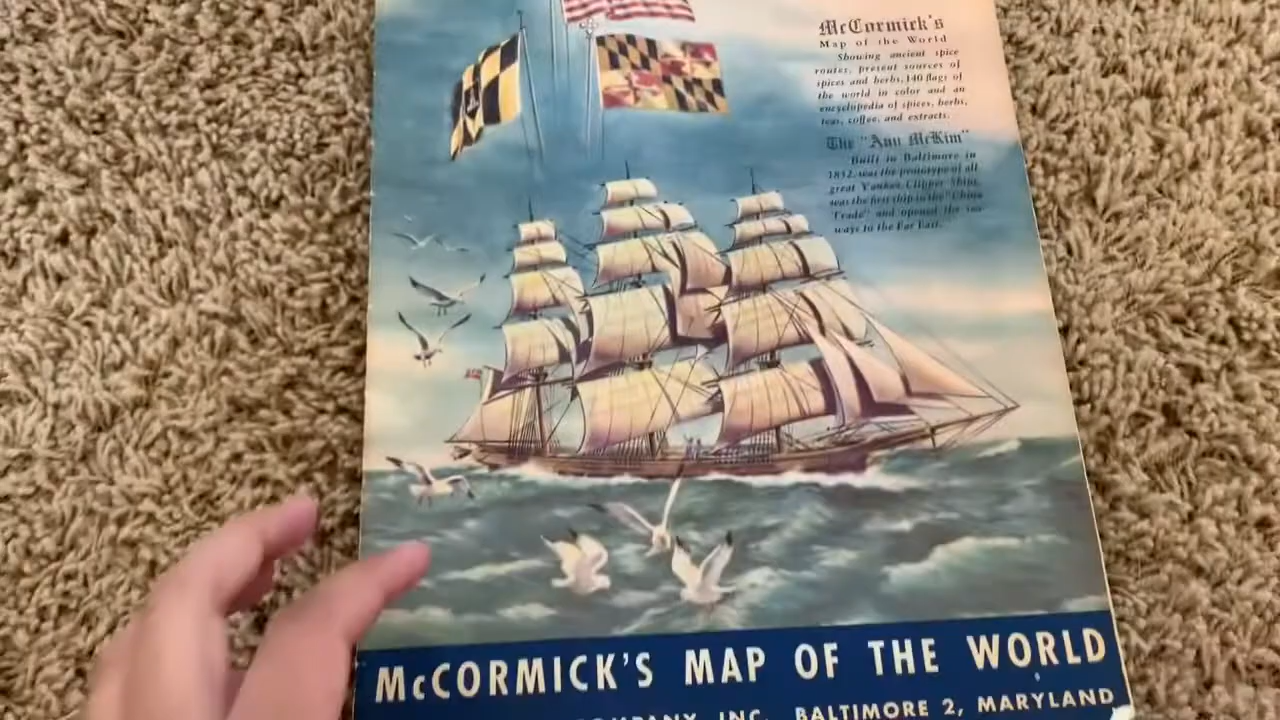 McCormick's
Map of the World
Showing ancient spice
routes, present sources of
spices and herbs, 140 flags of
the world in color and an
encyclopedia of spices, herbs,
teas, coffee, and extracts.
The "Ann McKim"
Built in Baltimore in
1832, was the prototype of all
great Yankee Clipper Ships,
was the first ship in the "China
Trade" and opened the sea
ways to the Far East.
McCORMICK'S MAP OF THE WORLD
COMPANY, INC. BALTIMORE 2, MARYLAND